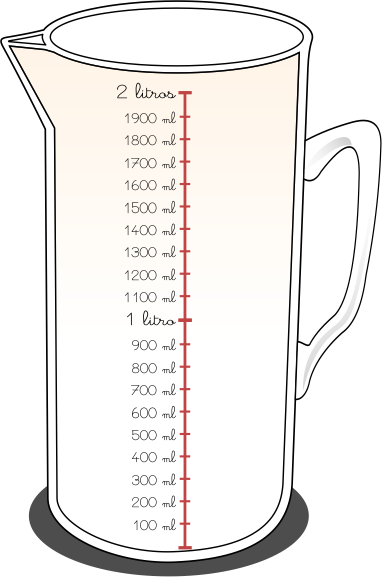 2 litros
1900 ml
1800 ml
1700 ml
1600 ml
1500 ml
1400 ml
1300 ml
1200 ml
1100 ml
1 litro
900 ml
800 ml
700 ml
600 ml
500 ml
400 ml
300 ml
200 ml
100 ml